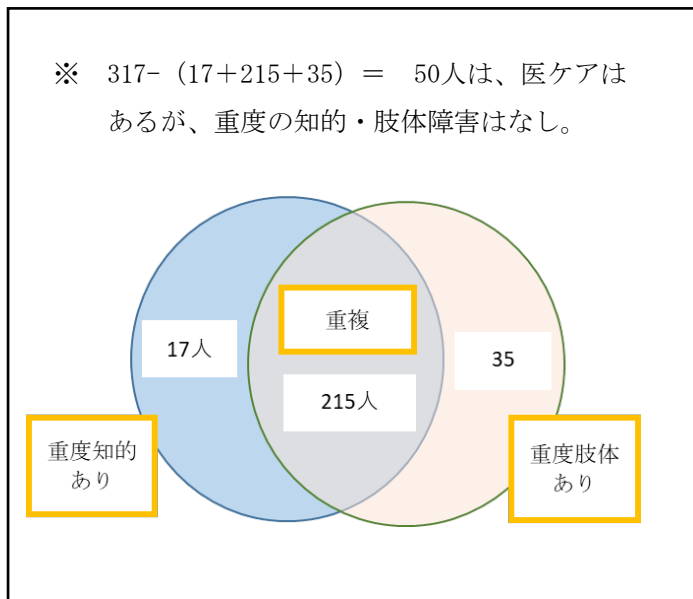 ※　317-（17＋215＋35）＝　50人は、医ケアは
あるが、重度の知的・肢体障害はなし。
重複
17人
35
215人
重度知的
あり
重度肢体
あり